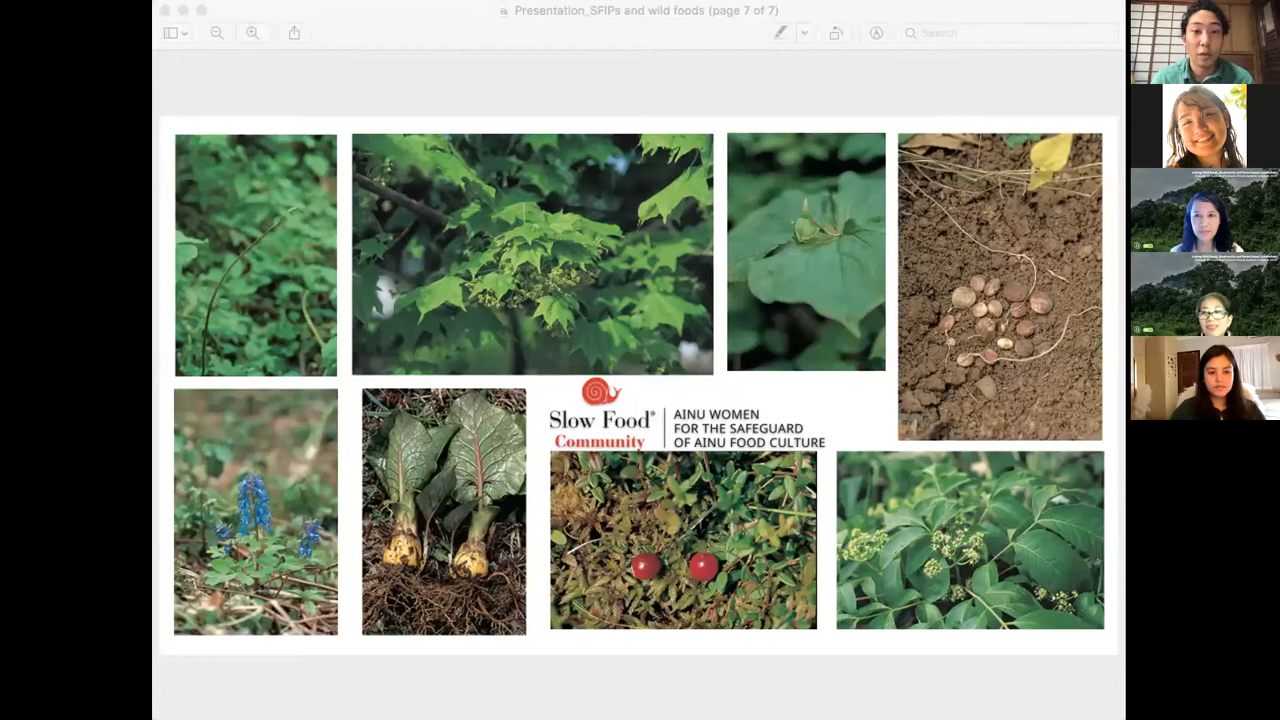 Presentation_SFIPs and wild foods (page 7 of 7)
Search
Slow Food®
Community
AINU WOMEN
FOR THE SAFEGUARD
OF AINU FOOD CULTURE